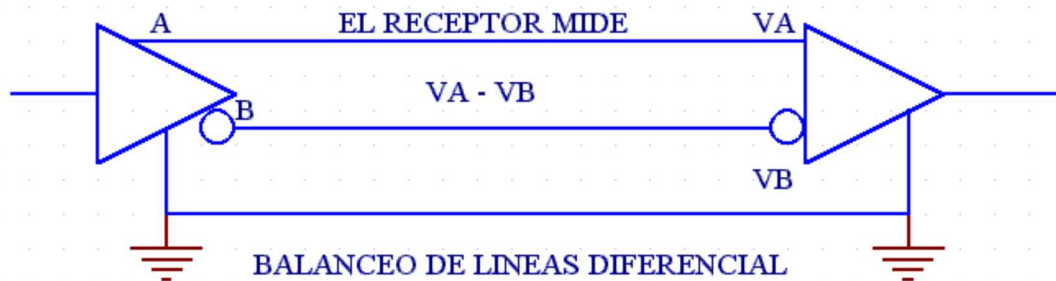 A EL RECEPTOR MIDE VA
VA - VB
B
VB
BALANCEO DE LINEAS DIFERENCIAL